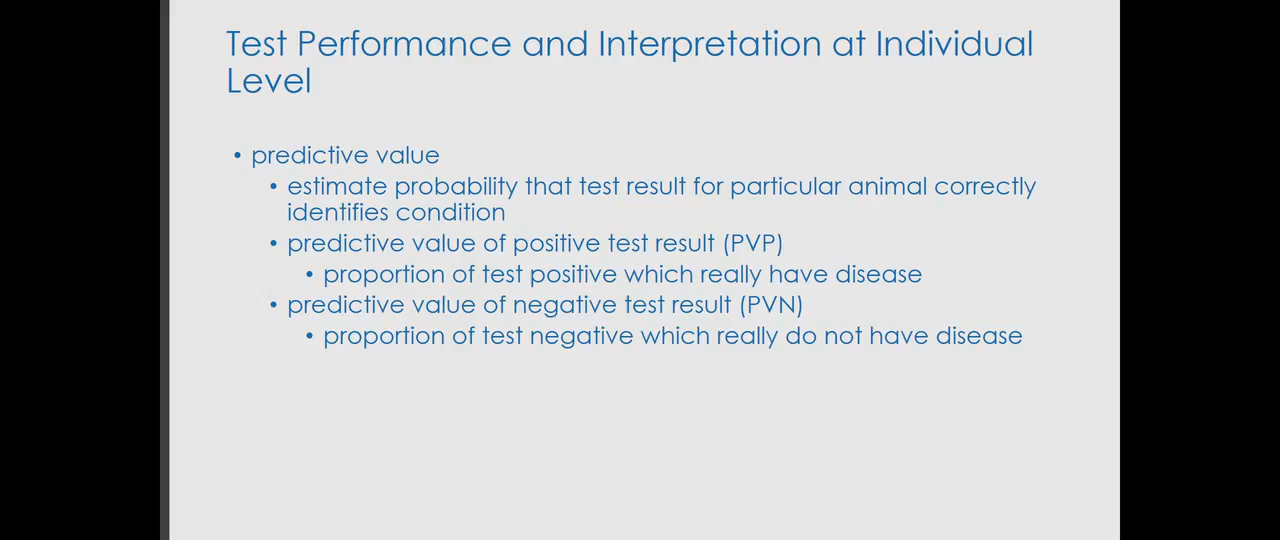 Test Performance and Interpretation at Individual
Level
• predictive value
• estimate probability that test result for particular animal correctly
identifies condition
• predictive value of positive test result (PVP)
• proportion of test positive which really have disease
• predictive value of negative test result (PVN)
• proportion of test negative which really do not have disease